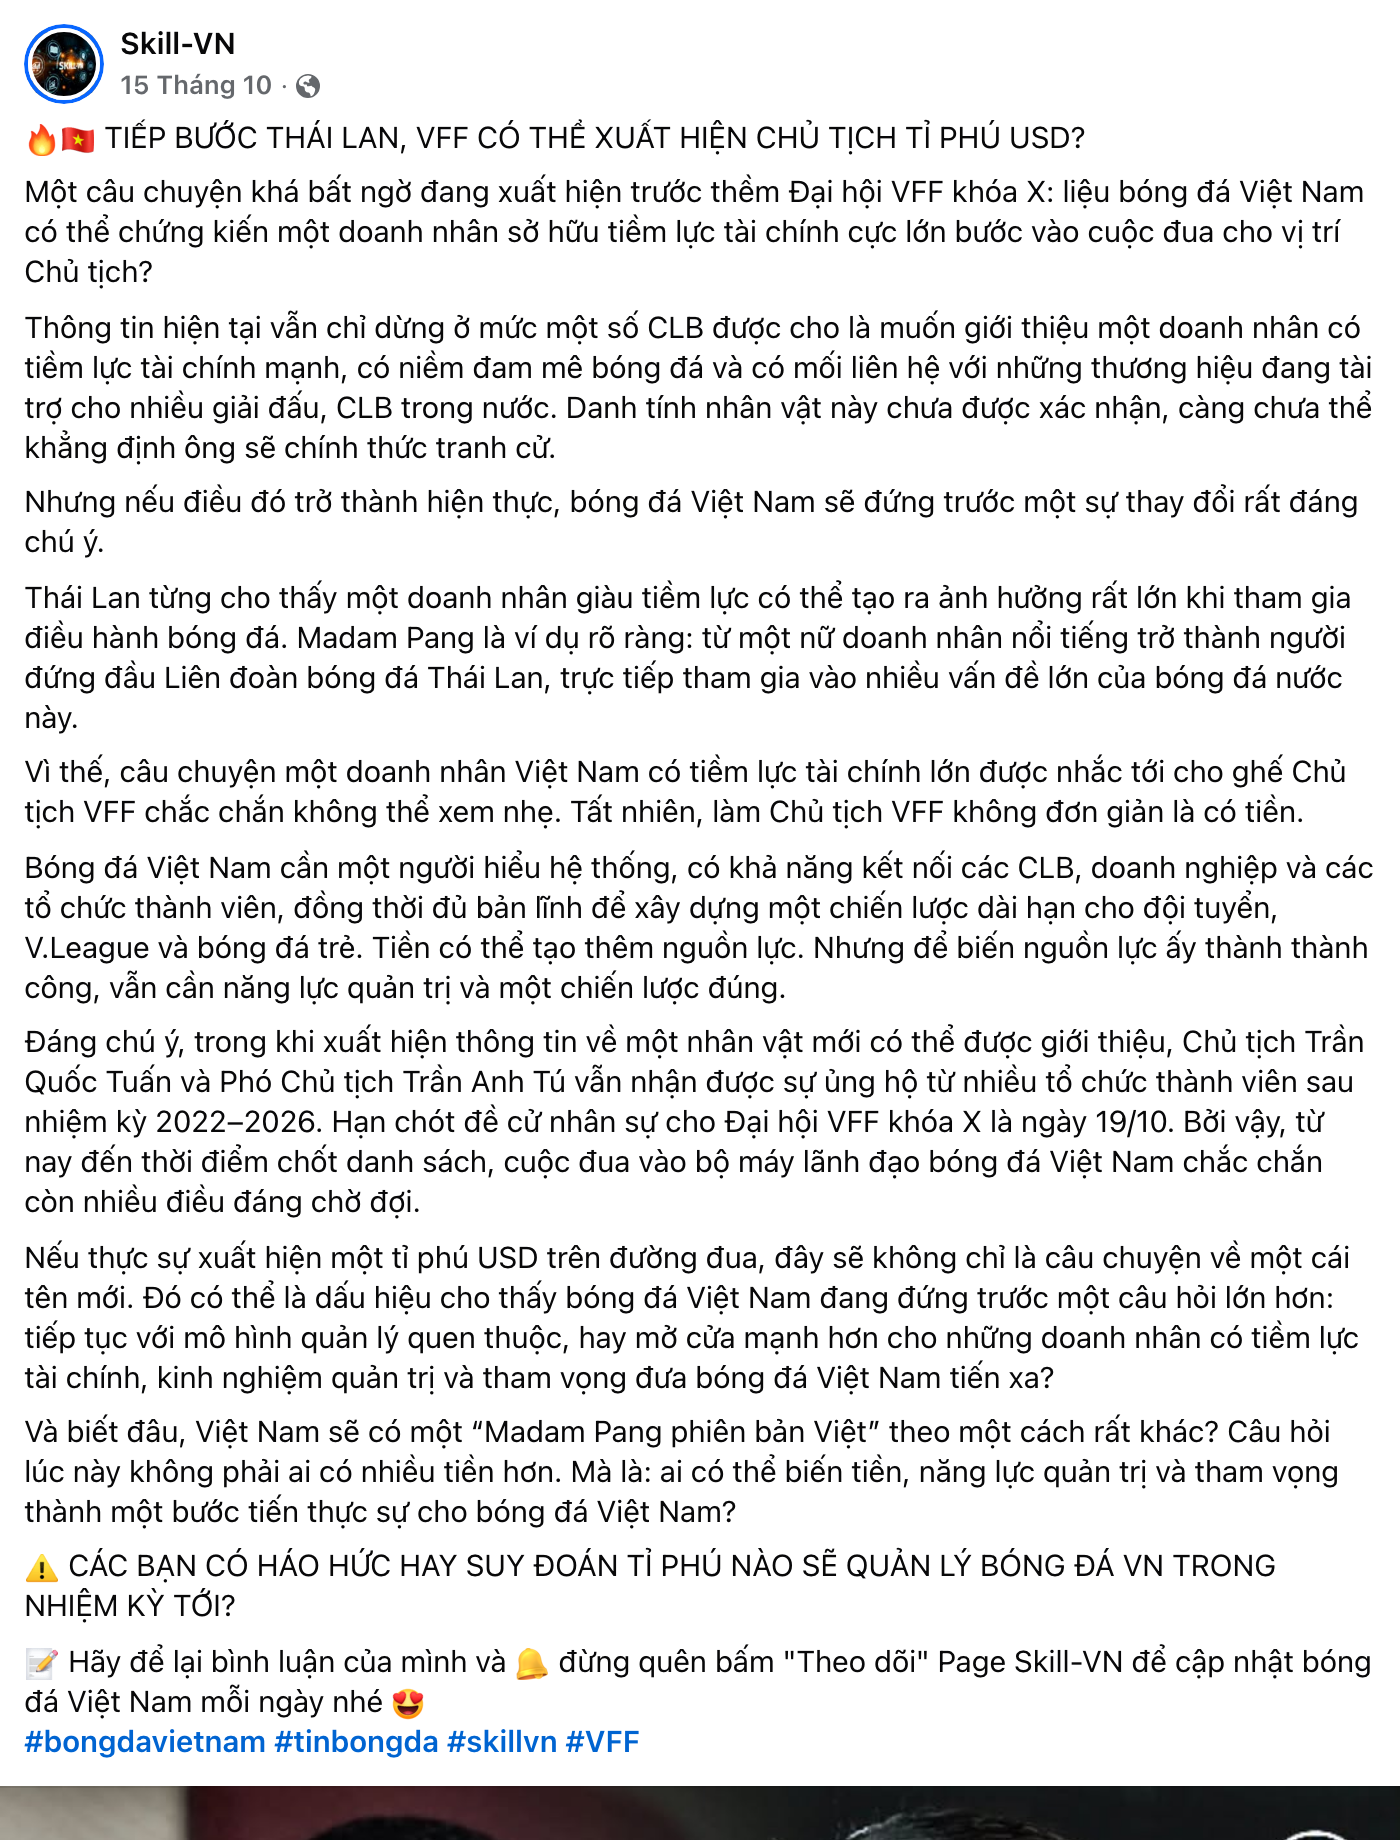 Skill-VN
15 Tháng 10 ·
🔥🇻🇳 TIẾP BƯỚC THÁI LAN, VFF CÓ THỂ XUẤT HIỆN CHỦ TỊCH TỈ PHÚ USD?
Một câu chuyện khá bất ngờ đang xuất hiện trước thềm Đại hội VFF khóa X: liệu bóng đá Việt Nam
có thể chứng kiến một doanh nhân sở hữu tiềm lực tài chính cực lớn bước vào cuộc đua cho vị trí
Chủ tịch?
Thông tin hiện tại vẫn chỉ dừng ở mức một số CLB được cho là muốn giới thiệu một doanh nhân có
tiềm lực tài chính mạnh, có niềm đam mê bóng đá và có mối liên hệ với những thương hiệu đang tài
trợ cho nhiều giải đấu, CLB trong nước. Danh tính nhân vật này chưa được xác nhận, càng chưa thể
khẳng định ông sẽ chính thức tranh cử.
Nhưng nếu điều đó trở thành hiện thực, bóng đá Việt Nam sẽ đứng trước một sự thay đổi rất đáng
chú ý.
Thái Lan từng cho thấy một doanh nhân giàu tiềm lực có thể tạo ra ảnh hưởng rất lớn khi tham gia
điều hành bóng đá. Madam Pang là ví dụ rõ ràng: từ một nữ doanh nhân nổi tiếng trở thành người
đứng đầu Liên đoàn bóng đá Thái Lan, trực tiếp tham gia vào nhiều vấn đề lớn của bóng đá nước
này.
Vì thế, câu chuyện một doanh nhân Việt Nam có tiềm lực tài chính lớn được nhắc tới cho ghế Chủ
tịch VFF chắc chắn không thể xem nhẹ. Tất nhiên, làm Chủ tịch VFF không đơn giản là có tiền.
Bóng đá Việt Nam cần một người hiểu hệ thống, có khả năng kết nối các CLB, doanh nghiệp và các
tổ chức thành viên, đồng thời đủ bản lĩnh để xây dựng một chiến lược dài hạn cho đội tuyển,
V.League và bóng đá trẻ. Tiền có thể tạo thêm nguồn lực. Nhưng để biến nguồn lực ấy thành thành
công, vẫn cần năng lực quản trị và một chiến lược đúng.
Đáng chú ý, trong khi xuất hiện thông tin về một nhân vật mới có thể được giới thiệu, Chủ tịch Trần
Quốc Tuấn và Phó Chủ tịch Trần Anh Tú vẫn nhận được sự ủng hộ từ nhiều tổ chức thành viên sau
nhiệm kỳ 2022–2026. Hạn chót đề cử nhân sự cho Đại hội VFF khóa X là ngày 19/10. Bởi vậy, từ
nay đến thời điểm chốt danh sách, cuộc đua vào bộ máy lãnh đạo bóng đá Việt Nam chắc chắn
còn nhiều điều đáng chờ đợi.
Nếu thực sự xuất hiện một tỉ phú USD trên đường đua, đây sẽ không chỉ là câu chuyện về một cái
tên mới. Đó có thể là dấu hiệu cho thấy bóng đá Việt Nam đang đứng trước một câu hỏi lớn hơn:
tiếp tục với mô hình quản lý quen thuộc, hay mở cửa mạnh hơn cho những doanh nhân có tiềm lực
tài chính, kinh nghiệm quản trị và tham vọng đưa bóng đá Việt Nam tiến xa?
Và biết đâu, Việt Nam sẽ có một “Madam Pang phiên bản Việt” theo một cách rất khác? Câu hỏi
lúc này không phải ai có nhiều tiền hơn. Mà là: ai có thể biến tiền, năng lực quản trị và tham vọng
thành một bước tiến thực sự cho bóng đá Việt Nam?
⚠️ CÁC BẠN CÓ HÁO HỨC HAY SUY ĐOÁN TỈ PHÚ NÀO SẼ QUẢN LÝ BÓNG ĐÁ VN TRONG
NHIỆM KỲ TỚI?
📝 Hãy để lại bình luận của mình và 🔔 đừng quên bấm "Theo dõi" Page Skill-VN để cập nhật bóng
đá Việt Nam mỗi ngày nhé 😍
#bongdavietnam #tinbongda #skillvn #VFF